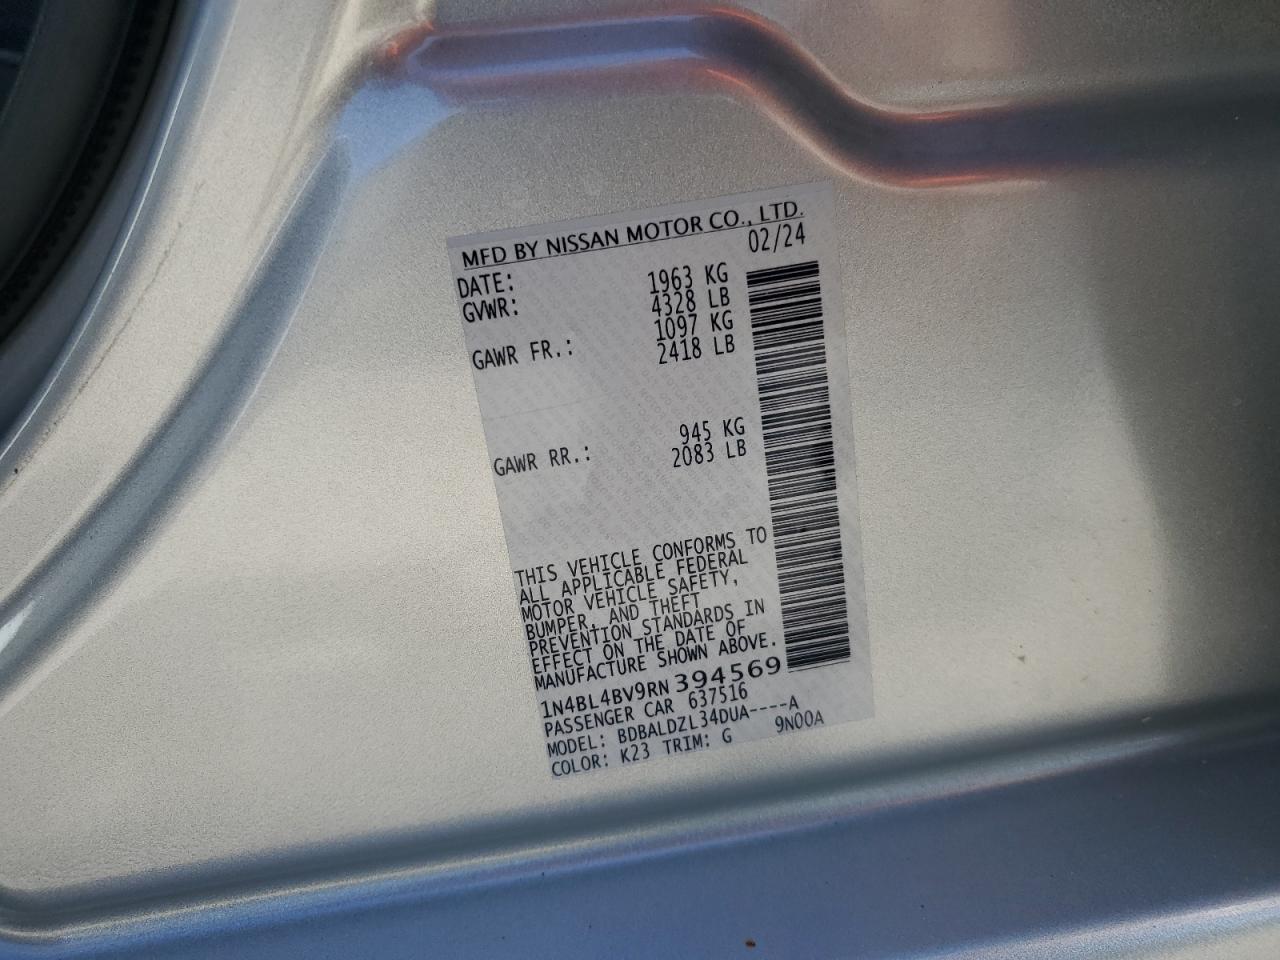 MFD BY NISSAN MOTOR CO., LTD.
DATE: 02/24
GVWR: 1963 KG
4328 LB
GAWR FR.: 1097 KG
2418 LB
GAWR RR.: 945 KG
2083 LB
THIS VEHICLE CONFORMS TO
ALL APPLICABLE FEDERAL
MOTOR VEHICLE SAFETY,
BUMPER, AND THEFT
PREVENTION STANDARDS IN
EFFECT ON THE DATE OF
MANUFACTURE SHOWN ABOVE.
1N4BL4BV9RN394569
PASSENGER CAR 637516
MODEL: BDBALDZL34DUA----A
COLOR: K23 TRIM: G 9N00A